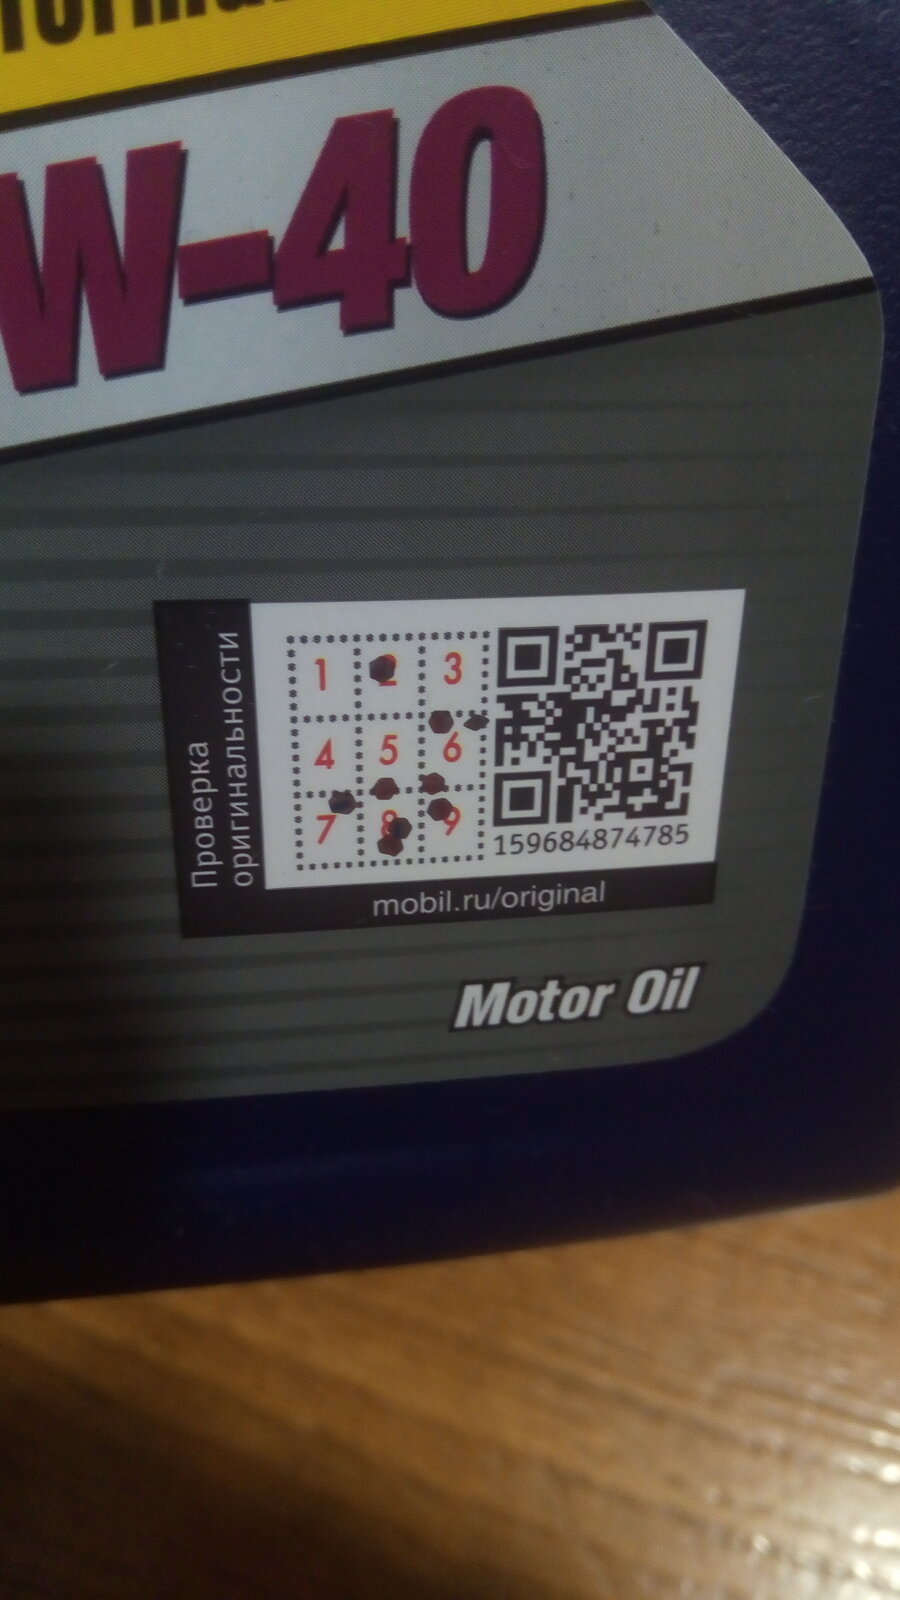 W-40
Проверка
оригинальности
1 2 3
4 5 6
7 8 9
159684874785
mobil.ru/original
Motor Oil